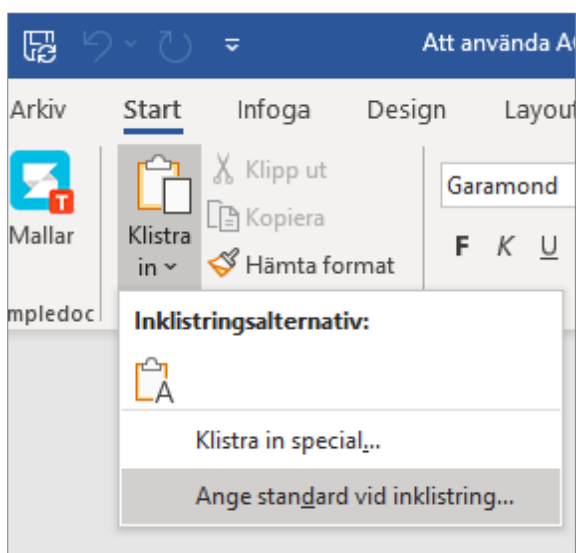 Att använda A
Arkiv Start Infoga Design Layou
Mallar
Klistra in
Klipp ut
Kopiera
Hämta format
Garamond
F K U
mpledoc
Inklistringsalternativ:
A
Klistra in special...
Ange standard vid inklistring...